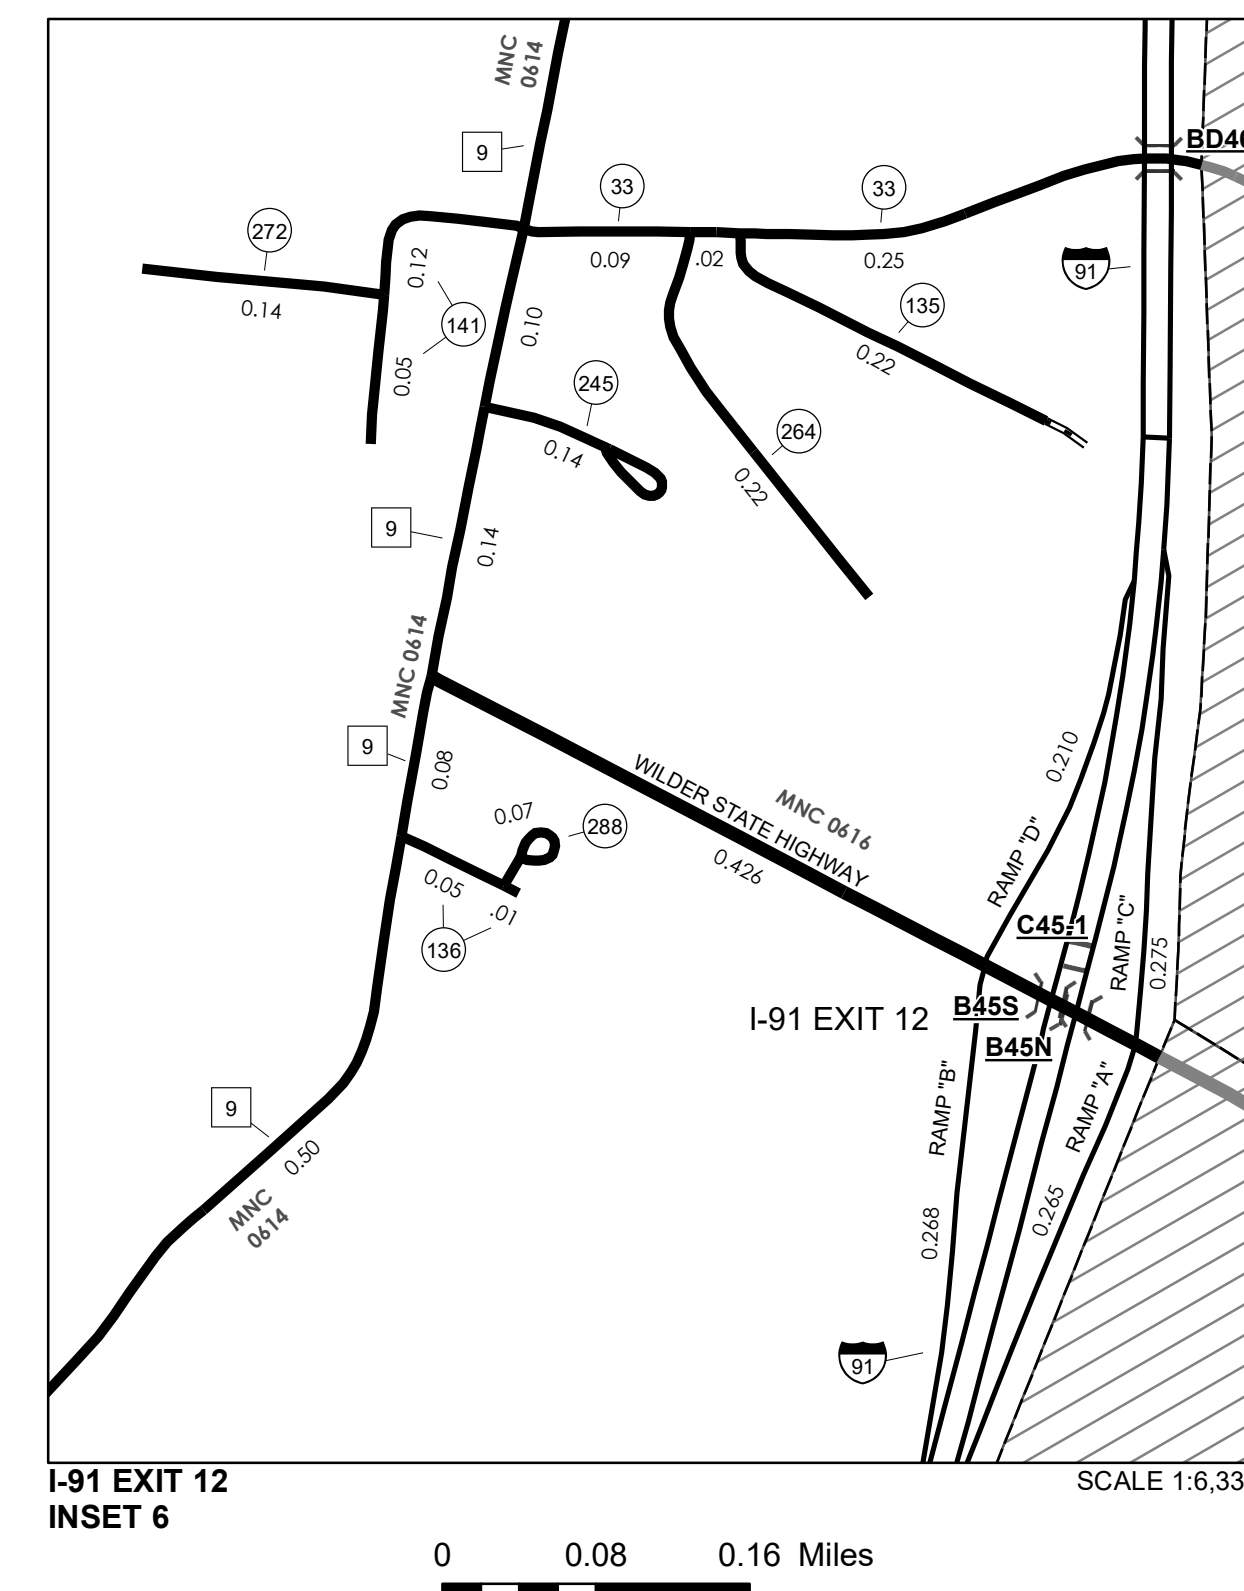 MNC
0614
9
BD4
33
33
272
0.12
0.09
.02
0.25
91
0.14
141
0.10
135
0.05
245
0.22
0.14
264
0.22
9
0.14
MNC 0614
9
0.08
0.210
WILDER STATE HIGHWAY
MNC 0616
0.07
288
0.426
RAMP "D"
0.05
.01
136
C45-1
RAMP "C"
0.275
B45S
I-91 EXIT 12
B45N
RAMP "B"
RAMP "A"
9
0.50
MNC
0614
0.268
0.265
91
I-91 EXIT 12
INSET 6
SCALE 1:6,33
0 0.08 0.16 Miles